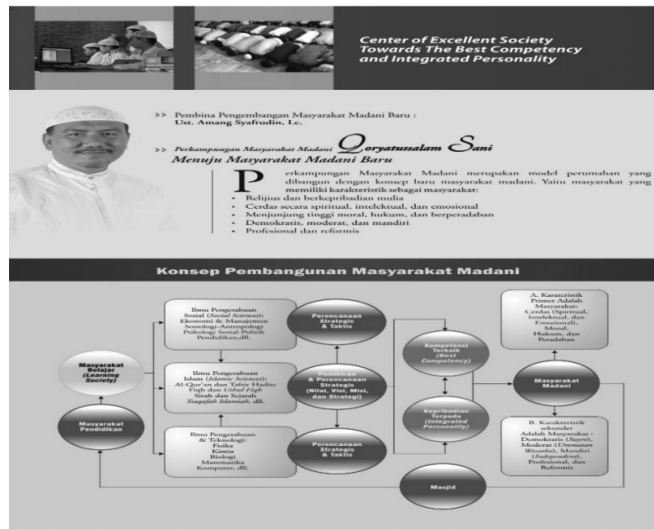 Center of Excellent Society
Towards The Best Competency
and Integrated Personality
>> Pembina Pengembangan Masyarakat Madani Baru :
Ust. Amang Syafrudin, Lc.
>> Perkampungan Masyarakat Madani Qoryatussalam Sani
Menuju Masyarakat Madani Baru
Perkampungan Masyarakat Madani merupakan model perumahan yang
dibangun dengan konsep baru masyarakat madani. Yaitu masyarakat yang
memiliki karakteristik sebagai masyarakat:
• Relijius dan berkepribadian mulia
• Cerdas secara spiritual, intelektual, dan emosional
• Menjunjung tinggi moral, hukum, dan berperadaban
• Demokratis, moderat, dan mandiri
• Profesional dan reformis
Konsep Pembangunan Masyarakat Madani
Masyarakat
Belajar
(Learning
Society)
Masyarakat
Pendidikan
Ilmu Pengetahuan
Sosial (Social Sciences):
Ekonomi & Manajemen
Sosiologi-Antropologi
Psikologi Sosial-Politik
Pendidikan,dll.
Ilmu Pengetahuan
Islam (Islamic Sciences):
Al-Qur'an dan Tafsir Hadits
Fiqh dan Ushul Fiqh
Sirah dan Sejarah
Tsaqafah Islamiah, dll.
Ilmu Pengetahuan
& Teknologi:
Fisika
Kimia
Biologi
Matematika
Komputer, dll.
Perencanaan
Strategis
& Taktis
Pemikiran
& Perencanaan
Strategis
(Nilai, Visi, Misi,
dan Strategi)
Perencanaan
Strategis
& Taktis
Kompetensi
Terbaik
(Best
Competency)
Kepribadian
Terpadu
(Integrated
Personality)
A. Karateristik
Primer Adalah
Masyarakat:
Cerdas (Spiritual,
Intelektual, dan
Emosional),
Moral,
Hukum, dan
Peradaban
Masyarakat
Madani
B. Karakteristik
sekunder
Adalah Masyarakat :
Demokratis
Moderat (Ummatan
Wasatha), Mandiri
(Independent),
Profesional, dan
Reformis
Masjid